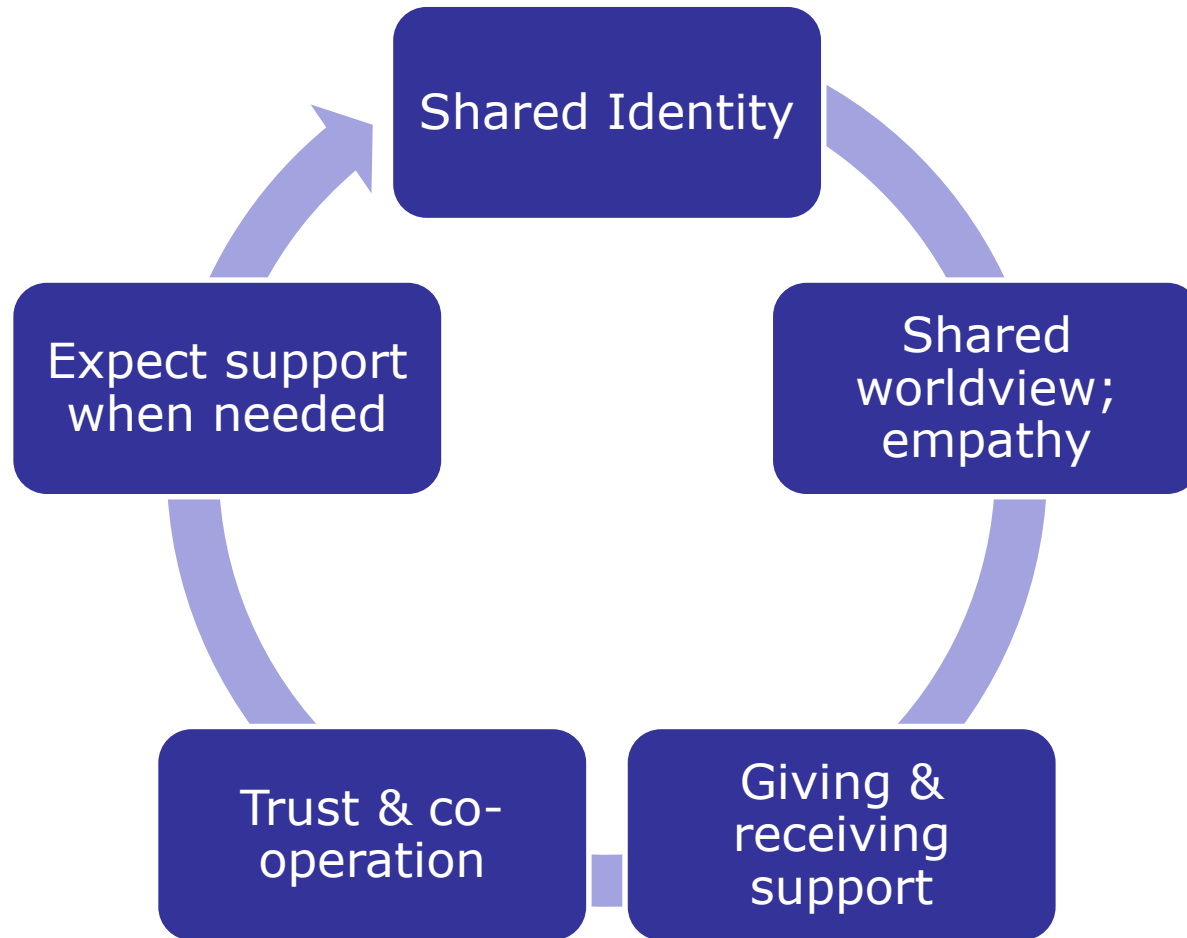 Shared Identity
Shared
worldview;
empathy
Giving &
receiving
support
Trust & co-
operation
Expect support
when needed